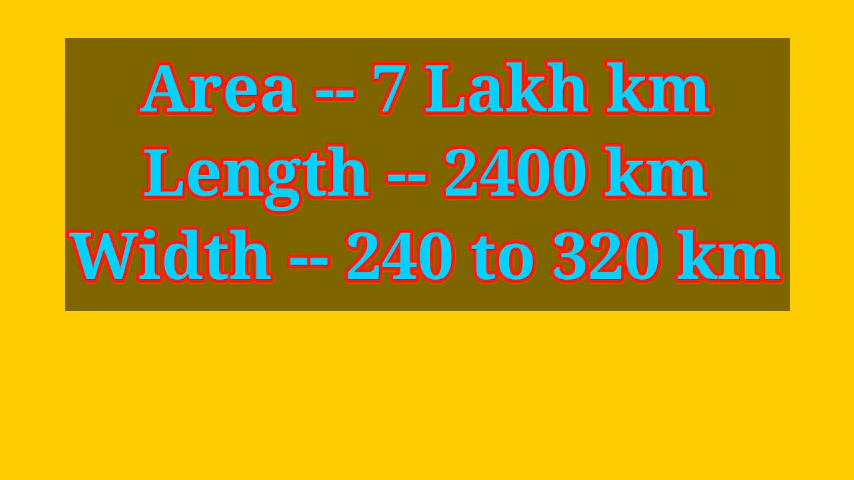 Area -- 7 Lakh km
Length -- 2400 km
Width -- 240 to 320 km